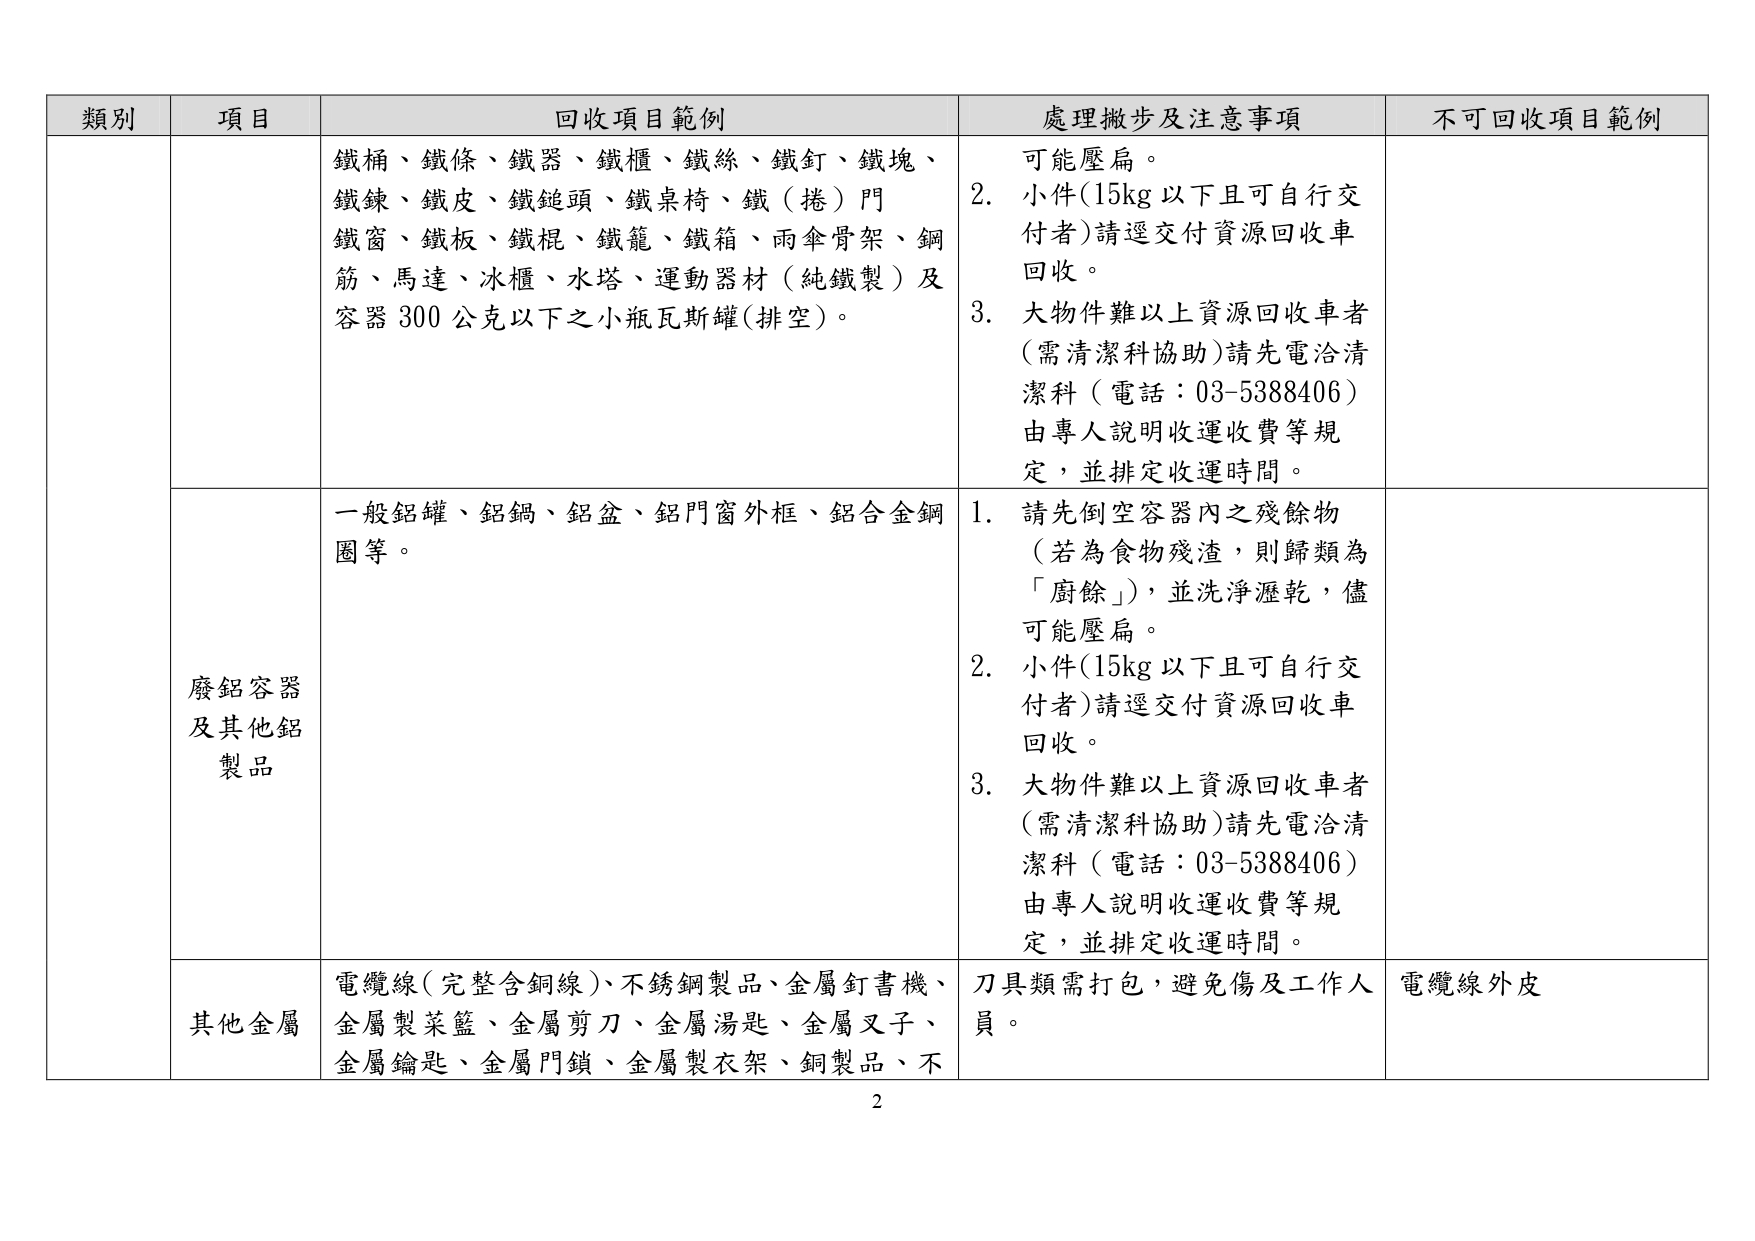 類別 項目 回收項目範例 處理撇步及注意事項 不可回收項目範例
鐵桶、鐵條、鐵器、鐵櫃、鐵絲、鐵釘、鐵塊、
鐵鍊、鐵皮、鐵鎚頭、鐵桌椅、鐵（捲）門
鐵窗、鐵板、鐵棍、鐵籠、鐵箱、雨傘骨架、鋼
筋、馬達、冰櫃、水塔、運動器材（純鐵製）及
容器 300 公克以下之小瓶瓦斯罐(排空)。
可能壓扁。
2. 小件(15kg 以下且可自行交
付者)請逕交付資源回收車
回收。
3. 大物件難以上資源回收車者
(需清潔科協助)請先電洽清
潔科（電話：03-5388406）
由專人說明收運收費等規
定，並排定收運時間。
廢鋁容器
及其他鋁
製品
一般鋁罐、鋁鍋、鋁盆、鋁門窗外框、鋁合金鋼
圈等。
1. 請先倒空容器內之殘餘物
（若為食物殘渣，則歸類為
「廚餘」），並洗淨瀝乾，儘
可能壓扁。
2. 小件(15kg 以下且可自行交
付者)請逕交付資源回收車
回收。
3. 大物件難以上資源回收車者
(需清潔科協助)請先電洽清
潔科（電話：03-5388406）
由專人說明收運收費等規
定，並排定收運時間。
其他金屬
電纜線（完整含銅線）、不銹鋼製品、金屬釘書機、
金屬製菜籃、金屬剪刀、金屬湯匙、金屬叉子、
金屬鑰匙、金屬門鎖、金屬製衣架、銅製品、不
刀具類需打包，避免傷及工作人
員。
電纜線外皮
2